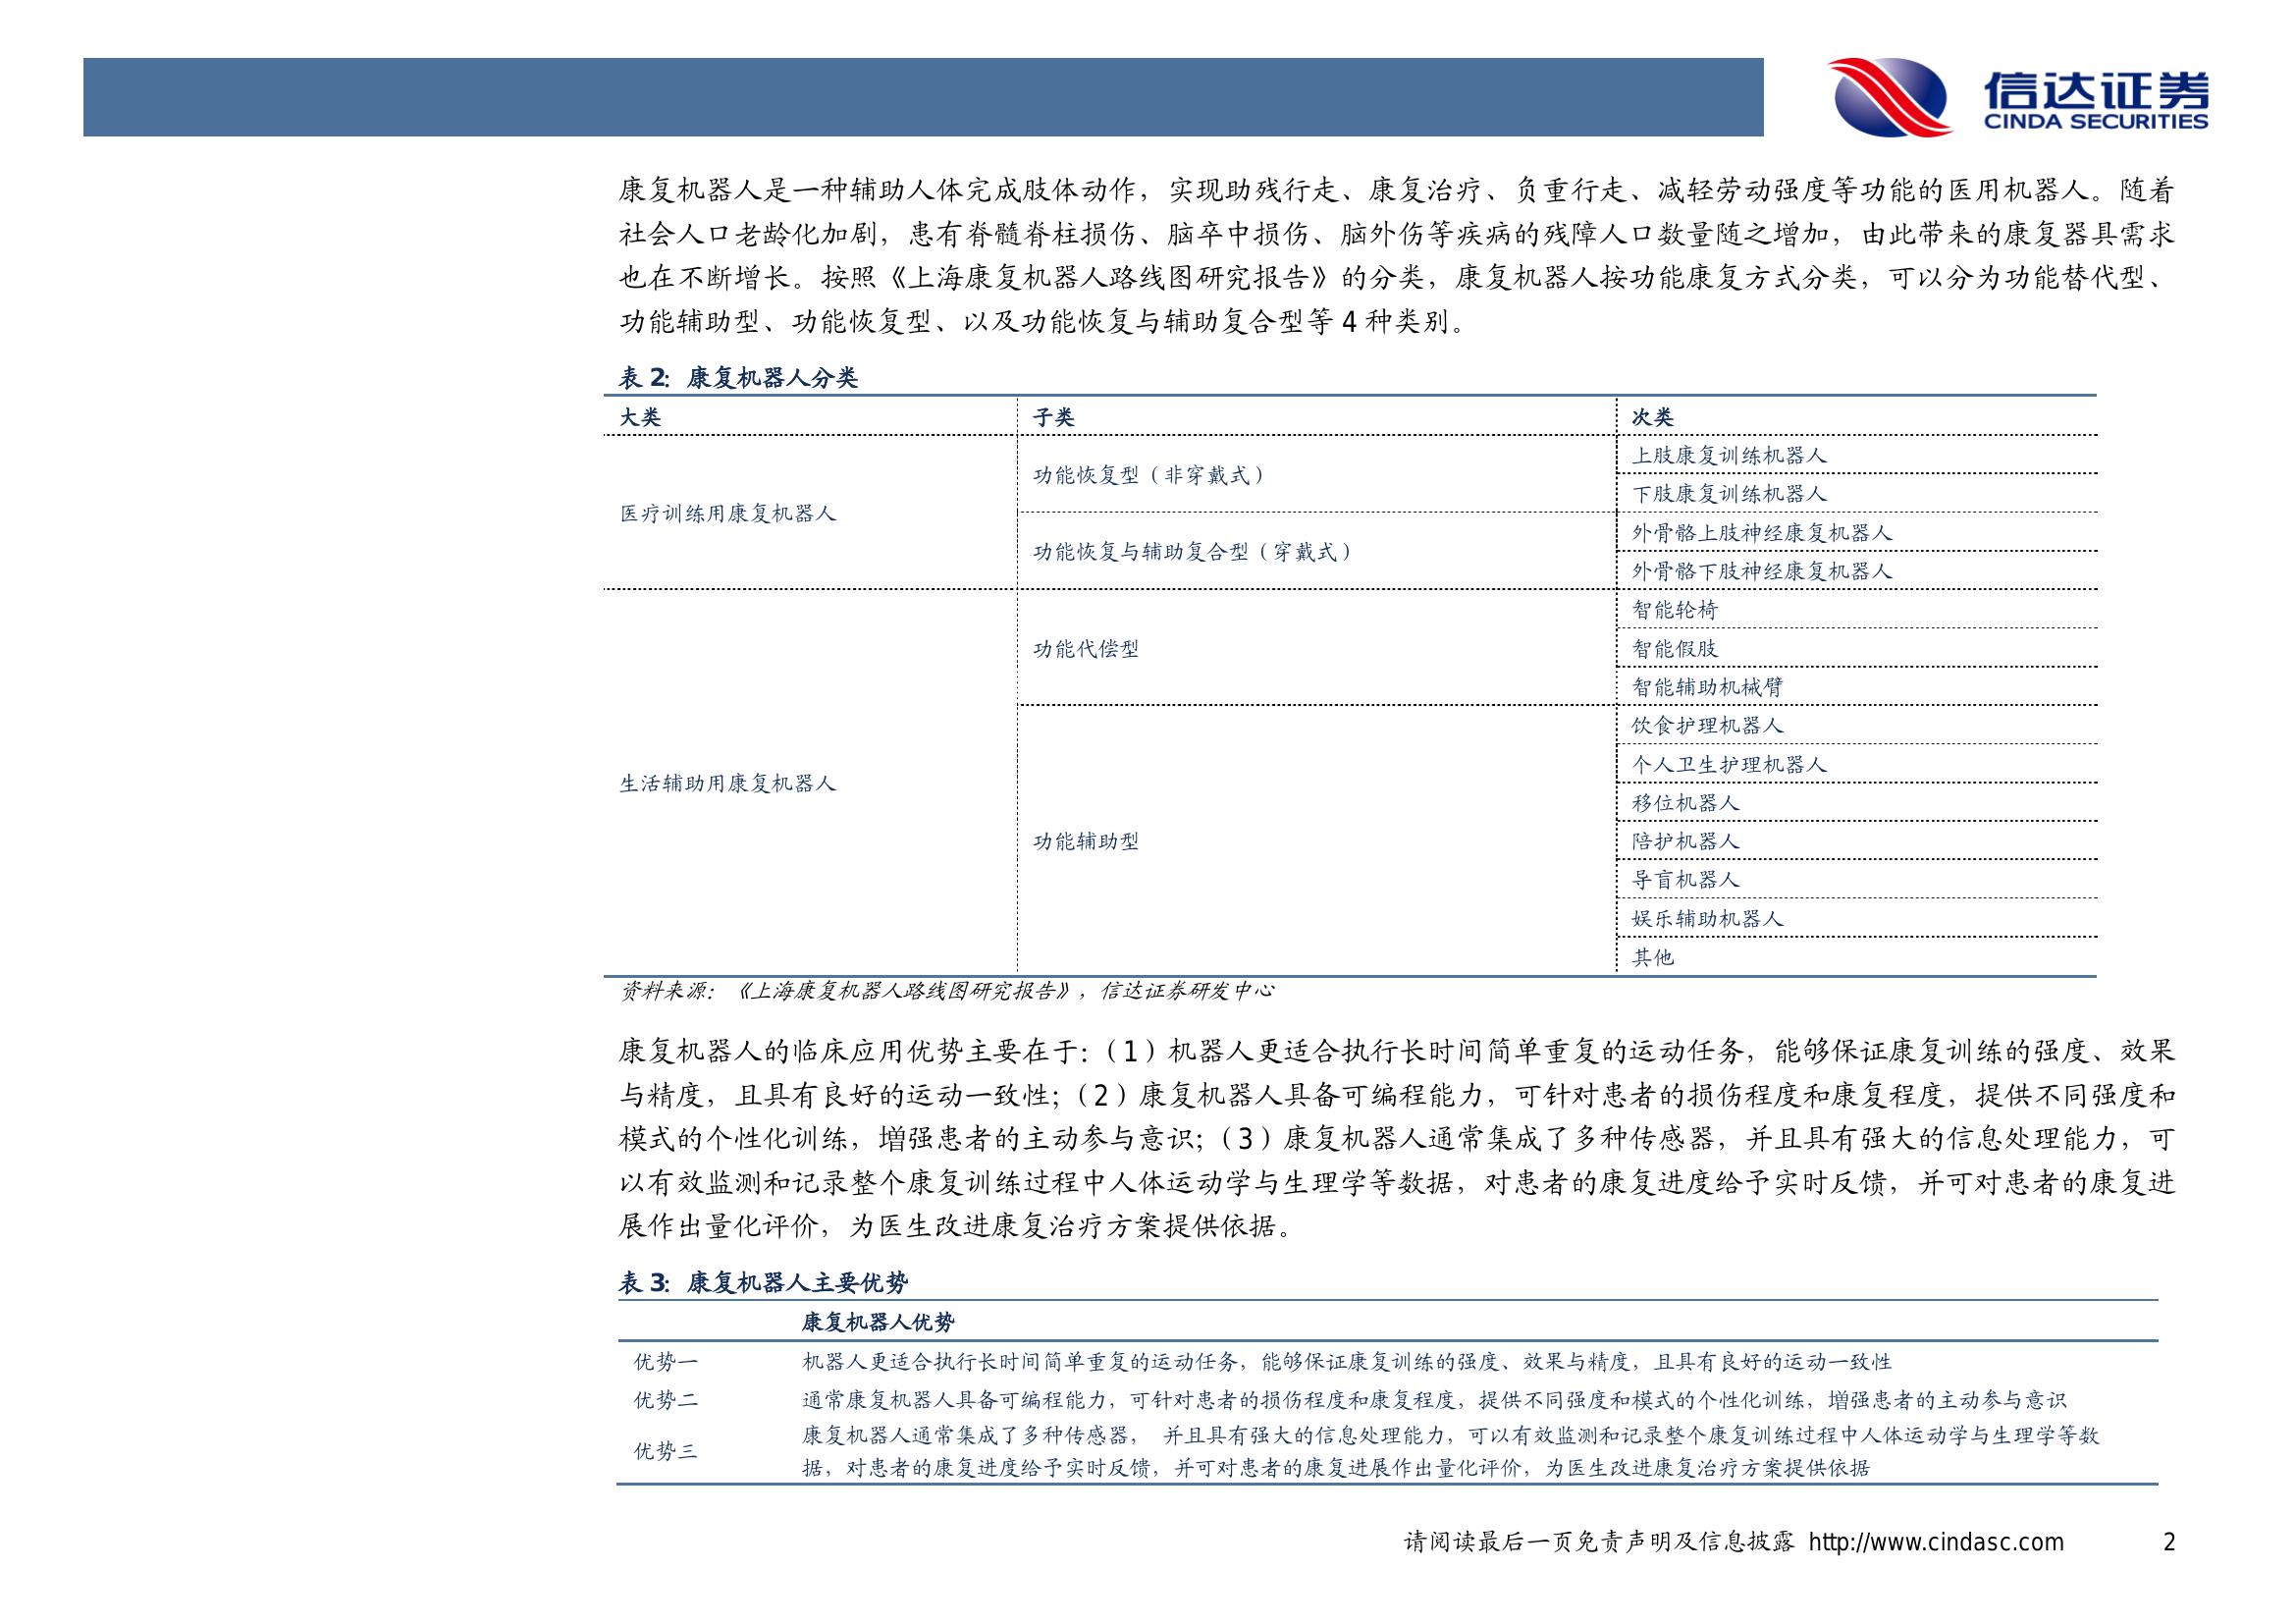 信达证券
CINDA SECURITIES
康复机器人是一种辅助人体完成肢体动作，实现助残行走、康复治疗、负重行走、减轻劳动强度等功能的医用机器人。随着
社会人口老龄化加剧，患有脊髓脊柱损伤、脑卒中损伤、脑外伤等疾病的残障人口数量随之增加，由此带来的康复器具需求
也在不断增长。按照《上海康复机器人路线图研究报告》的分类，康复机器人按功能康复方式分类，可以分为功能替代型、
功能辅助型、功能恢复型、以及功能恢复与辅助复合型等 4 种类别。
表 2：康复机器人分类
大类 子类 次类
医疗训练用康复机器人
功能恢复型（非穿戴式）
上肢康复训练机器人
下肢康复训练机器人
功能恢复与辅助复合型（穿戴式）
外骨骼上肢神经康复机器人
外骨骼下肢神经康复机器人
生活辅助用康复机器人
功能代偿型
智能轮椅
智能假肢
智能辅助机械臂
功能辅助型
饮食护理机器人
个人卫生护理机器人
移位机器人
陪护机器人
导盲机器人
娱乐辅助机器人
其他
资料来源：《上海康复机器人路线图研究报告》，信达证券研发中心
康复机器人的临床应用优势主要在于：（1）机器人更适合执行长时间简单重复的运动任务，能够保证康复训练的强度、效果
与精度，且具有良好的运动一致性；（2）康复机器人具备可编程能力，可针对患者的损伤程度和康复程度，提供不同强度和
模式的个性化训练，增强患者的主动参与意识；（3）康复机器人通常集成了多种传感器，并且具有强大的信息处理能力，可
以有效监测和记录整个康复训练过程中人体运动学与生理学等数据，对患者的康复进度给予实时反馈，并可对患者的康复进
展作出量化评价，为医生改进康复治疗方案提供依据。
表 3：康复机器人主要优势
康复机器人优势
优势一 机器人更适合执行长时间简单重复的运动任务，能够保证康复训练的强度、效果与精度，且具有良好的运动一致性
优势二 通常康复机器人具备可编程能力，可针对患者的损伤程度和康复程度，提供不同强度和模式的个性化训练，增强患者的主动参与意识
优势三 康复机器人通常集成了多种传感器， 并且具有强大的信息处理能力，可以有效监测和记录整个康复训练过程中人体运动学与生理学等数
据，对患者的康复进度给予实时反馈，并可对患者的康复进展作出量化评价，为医生改进康复治疗方案提供依据
请阅读最后一页免责声明及信息披露 http://www.cindasc.com 2